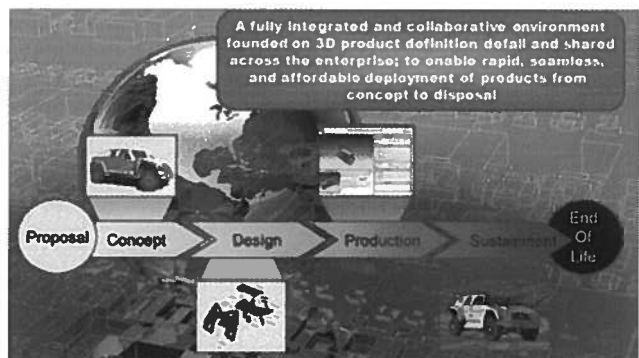 A fully integrated and collaborative environment
founded on 3D product definition detail and shared
across the enterprise; to enable rapid, seamless,
and affordable deployment of products from
concept to disposal
Proposal
Concept
Design
Production
Sustainment
End
Of
Life